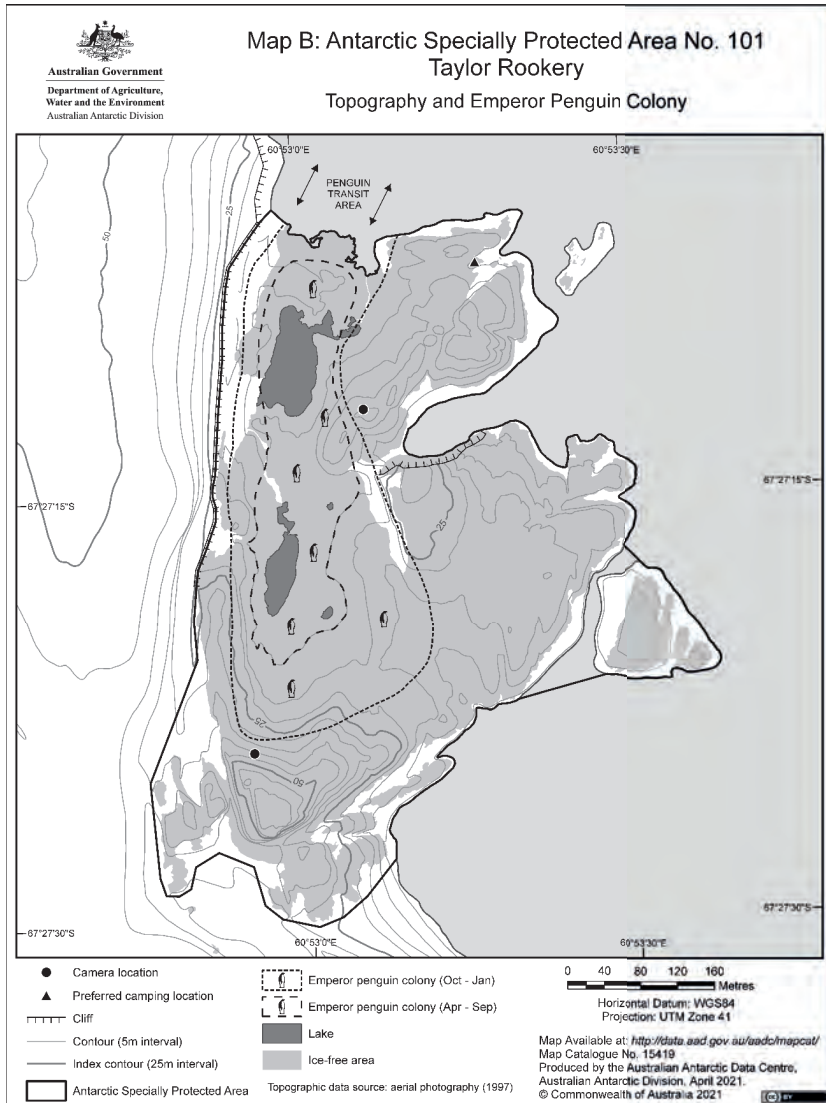 Map B: Antarctic Specially Protected Area No. 101
Taylor Rookery
Topography and Emperor Penguin Colony
Australian Government
Department of Agriculture,
Water and the Environment
Australian Antarctic Division
60°53'0"E
60°53'30"E
PENGUIN
TRANSIT
AREA
25
50
67°27'15"S
67°27'15"S
25
25
50
67°27'30"S
67°27'30"S
60°53'0"E
60°53'30"E
Camera location
Preferred camping location
Cliff
Contour (5m interval)
Index contour (25m interval)
Antarctic Specially Protected Area
Emperor penguin colony (Oct - Jan)
Emperor penguin colony (Apr - Sep)
Lake
Ice-free area
Topographic data source: aerial photography (1997)
0 40 80 120 160
Metres
Horizontal Datum: WGS84
Projection: UTM Zone 41
Map Available at: http://data.aad.gov.au/aadc/mapcat/
Map Catalogue No. 15419
Produced by the Australian Antarctic Data Centre,
Australian Antarctic Division, April 2021.
© Commonwealth of Australia 2021
cc BY